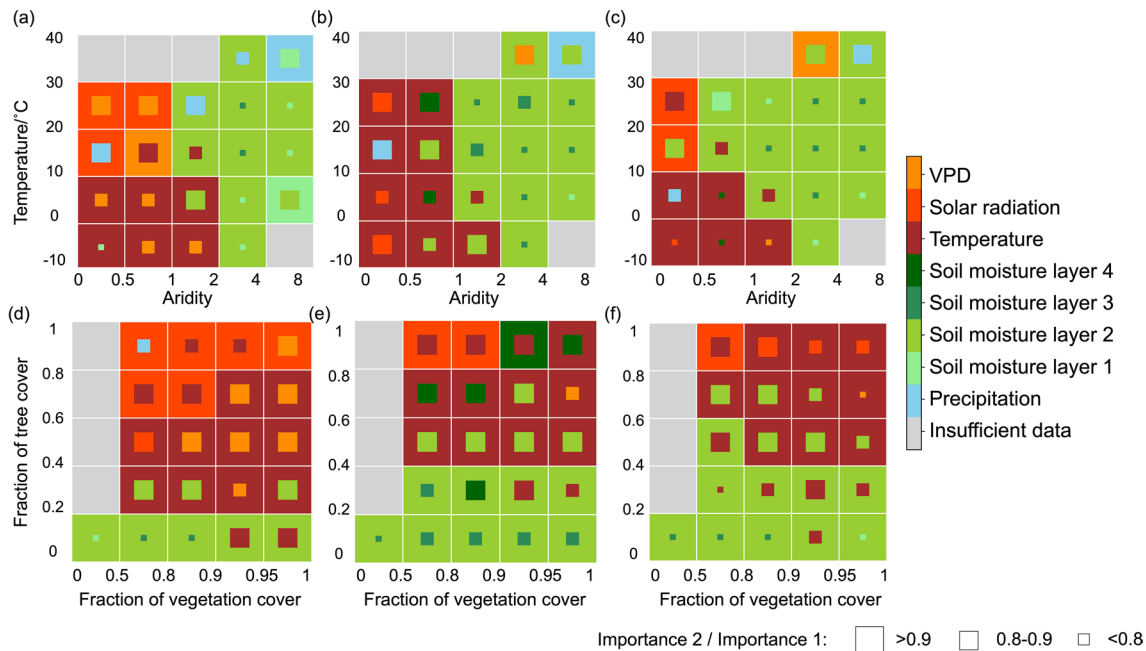 (a)
(b)
(c)
40
30
20
10
0
-10
Temperature/°C
0 0.5 1 2 4 8
Aridity
40
30
20
10
0
-10
0 0.5 1 2 4 8
Aridity
40
30
20
10
0
-10
0 0.5 1 2 4 8
Aridity
VPD
Solar radiation
Temperature
Soil moisture layer 4
Soil moisture layer 3
Soil moisture layer 2
Soil moisture layer 1
Precipitation
Insufficient data
(d)
(e)
(f)
1
0.8
0.6
0.4
0.2
0
Fraction of tree cover
0 0.5 0.8 0.9 0.95 1
Fraction of vegetation cover
1
0.8
0.6
0.4
0.2
0
0 0.5 0.8 0.9 0.95 1
Fraction of vegetation cover
1
0.8
0.6
0.4
0.2
0
0 0.5 0.8 0.9 0.95 1
Fraction of vegetation cover
Importance 2 / Importance 1: >0.9 0.8-0.9 <0.8